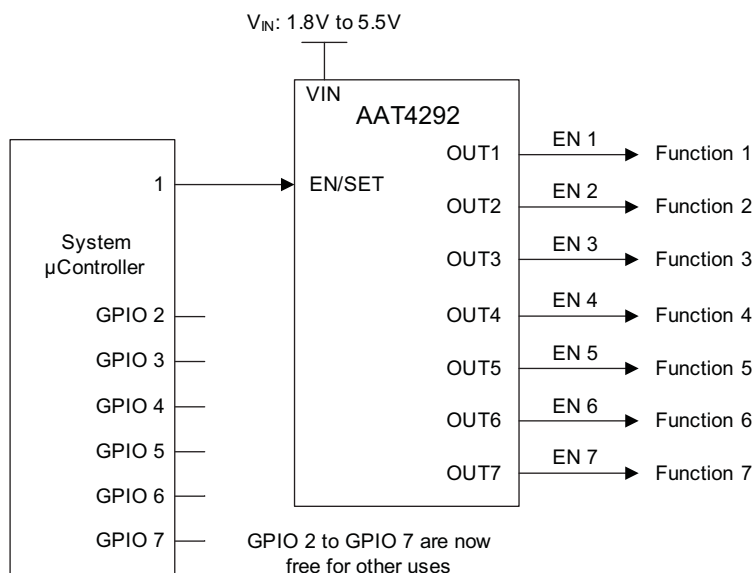 VIN: 1.8V to 5.5V
VIN
AAT4292
1
EN/SET
System
µController
GPIO 2
GPIO 3
GPIO 4
GPIO 5
GPIO 6
GPIO 7
OUT1
EN 1
Function 1
OUT2
EN 2
Function 2
OUT3
EN 3
Function 3
OUT4
EN 4
Function 4
OUT5
EN 5
Function 5
OUT6
EN 6
Function 6
OUT7
EN 7
Function 7
GPIO 2 to GPIO 7 are now
free for other uses